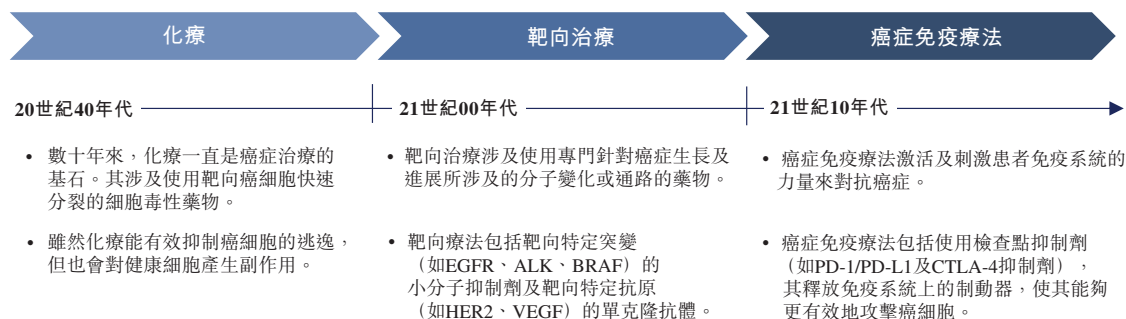 化療
靶向治療
癌症免疫療法
20世紀40年代
21世紀00年代
21世紀10年代
• 數十年來，化療一直是癌症治療的
基石。其涉及使用靶向癌細胞快速
分裂的細胞毒性藥物。
• 雖然化療能有效抑制癌細胞的逃逸，
但也會對健康細胞產生副作用。
• 靶向治療涉及使用專門針對癌症生長及
進展所涉及的分子變化或通路的藥物。
• 靶向療法包括靶向特定突變
（如EGFR、ALK、BRAF）的
小分子抑制劑及靶向特定抗原
（如HER2、VEGF）的單克隆抗體。
• 癌症免疫療法激活及刺激患者免疫系統的
力量來對抗癌症。
• 癌症免疫療法包括使用檢查點抑制劑
（如PD-1/PD-L1及CTLA-4抑制劑），
其釋放免疫系統上的制動器，使其能夠
更有效地攻擊癌細胞。